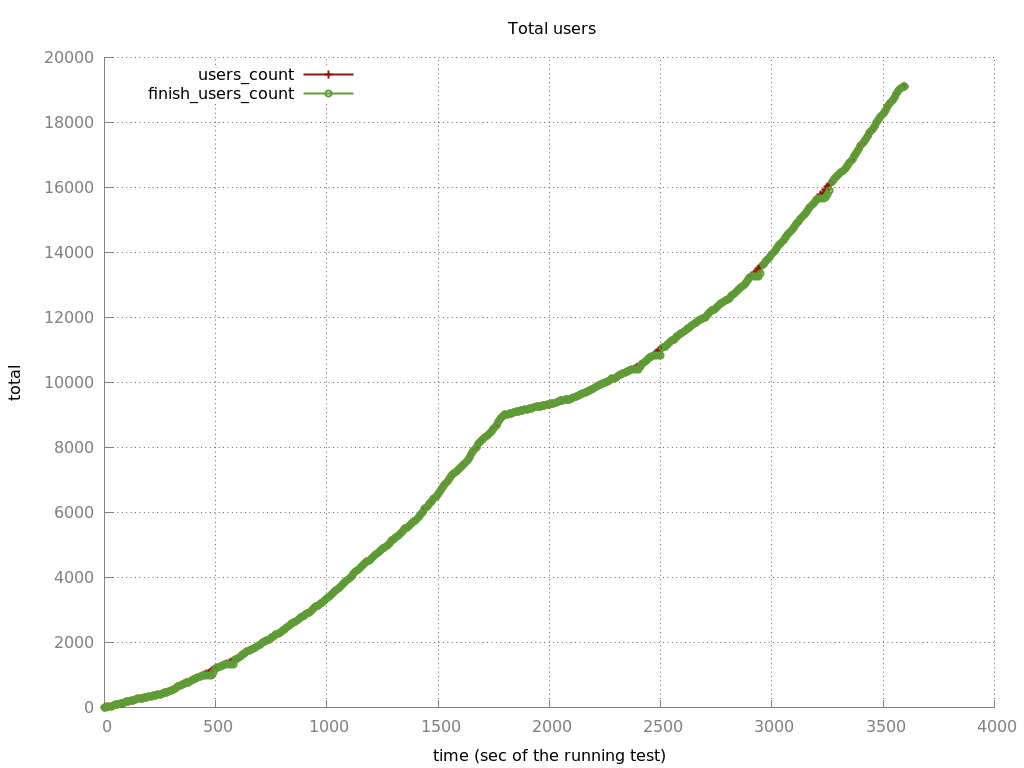 Total users
users_count
finish_users_count
20000
18000
16000
14000
12000
10000
8000
6000
4000
2000
0
total
0 500 1000 1500 2000 2500 3000 3500 4000
time (sec of the running test)